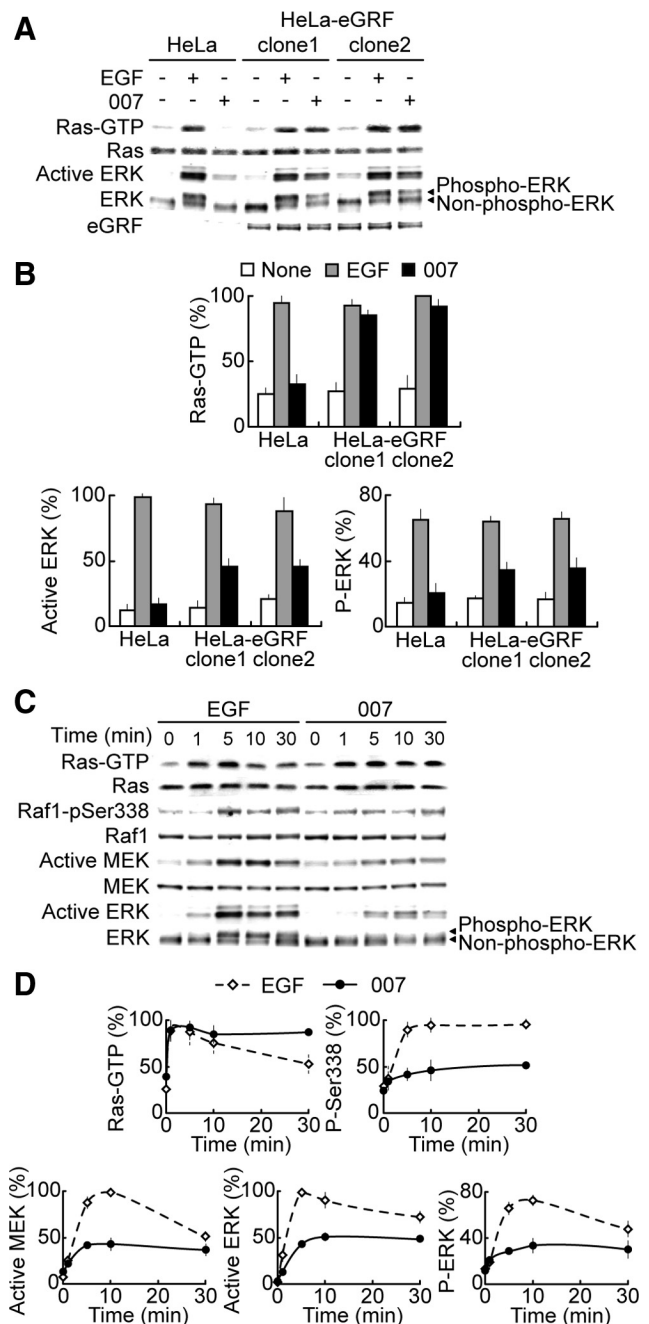 A
HeLa-eGRF
HeLa clone1 clone2
EGF - + - - + - - + -
007 - - + - - + - - +
Ras-GTP
Ras
Active ERK
Phospho-ERK
ERK
Non-phospho-ERK
eGRF
B
None EGF 007
Ras-GTP (%)
100
50
0
HeLa HeLa-eGRF
clone1 clone2
Active ERK (%)
100
50
0
HeLa HeLa-eGRF
clone1 clone2
P-ERK (%)
80
40
0
HeLa HeLa-eGRF
clone1 clone2
C
EGF 007
Time (min) 0 1 5 10 30 0 1 5 10 30
Ras-GTP
Ras
Raf1-pSer338
Raf1
Active MEK
MEK
Active ERK
Phospho-ERK
ERK
Non-phospho-ERK
D
EGF 007
Ras-GTP (%)
100
50
0
0 10 20 30
Time (min)
P-Ser338 (%)
100
50
0
0 10 20 30
Time (min)
Active MEK (%)
100
50
0
0 10 20 30
Time (min)
Active ERK (%)
100
50
0
0 10 20 30
Time (min)
P-ERK (%)
80
40
0
0 10 20 30
Time (min)